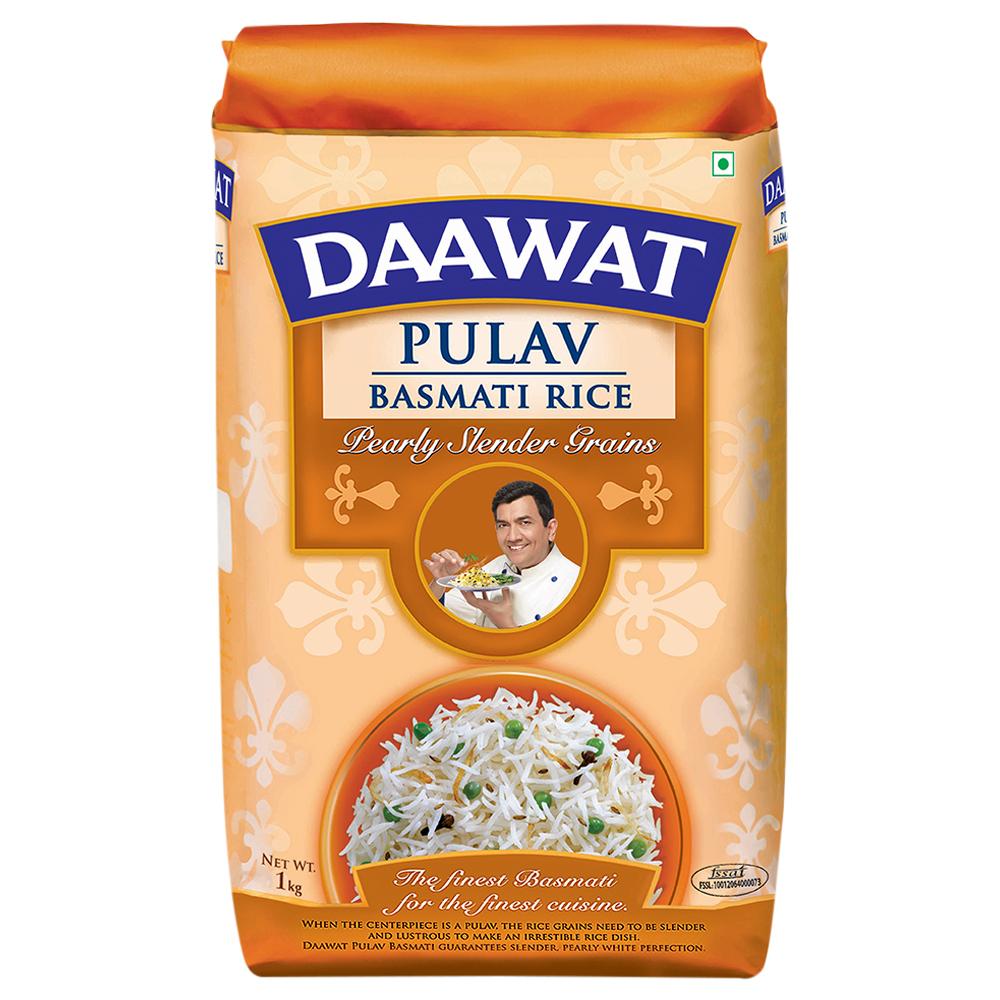 DAAWAT
PULAV
BASMATI RICE
Pearly Slender Grains
NET WT.
1kg
The finest Basmati
for the finest cuisine.
fssai
FSSL:10012064000073
WHEN THE CENTERPIECE IS A PULAV, THE RICE GRAINS NEED TO BE SLENDER
AND LUSTROUS TO MAKE AN IRRESTIBLE RICE DISH.
DAAWAT PULAV BASMATI GUARANTEES SLENDER, PEARLY WHITE PERFECTION.